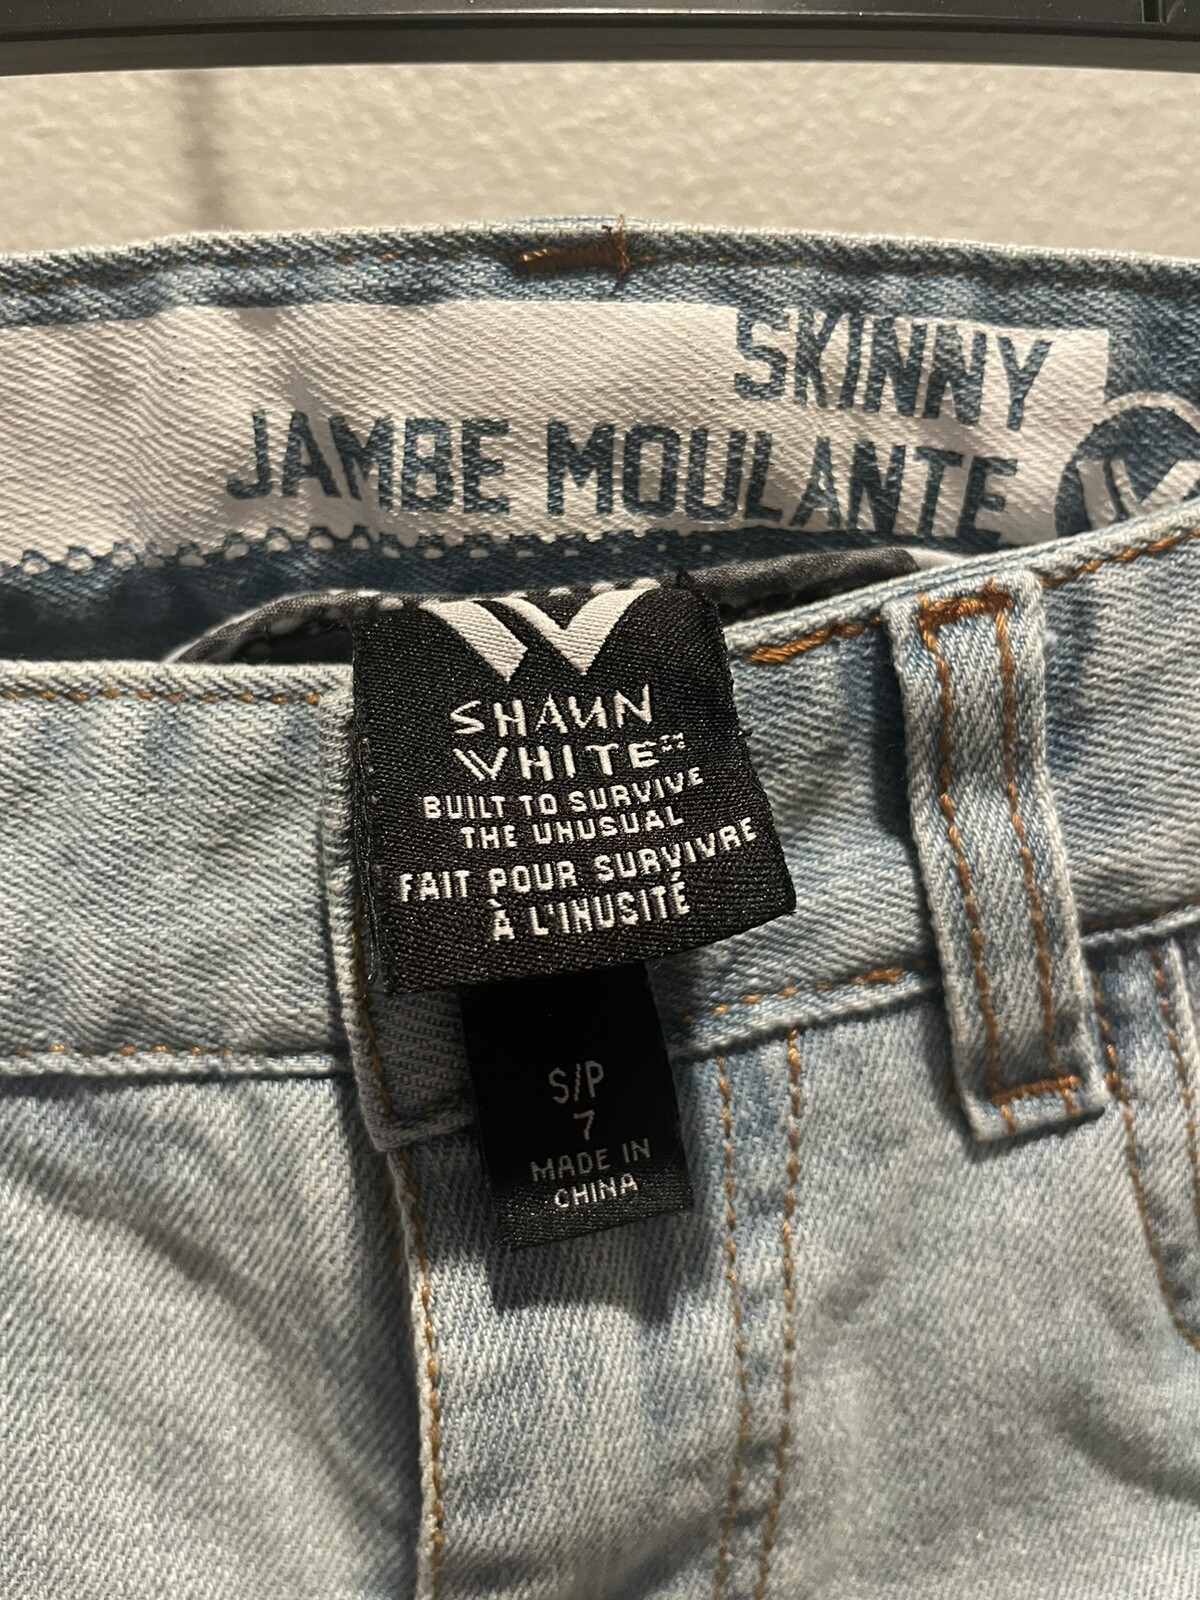 SKINNY
JAMBE MOULANTE
SHAUN
WHITE
BUILT TO SURVIVE
THE UNUSUAL
FAIT POUR SURVIVRE
À L'INUSITÉ
S/P
7
MADE IN
CHINA